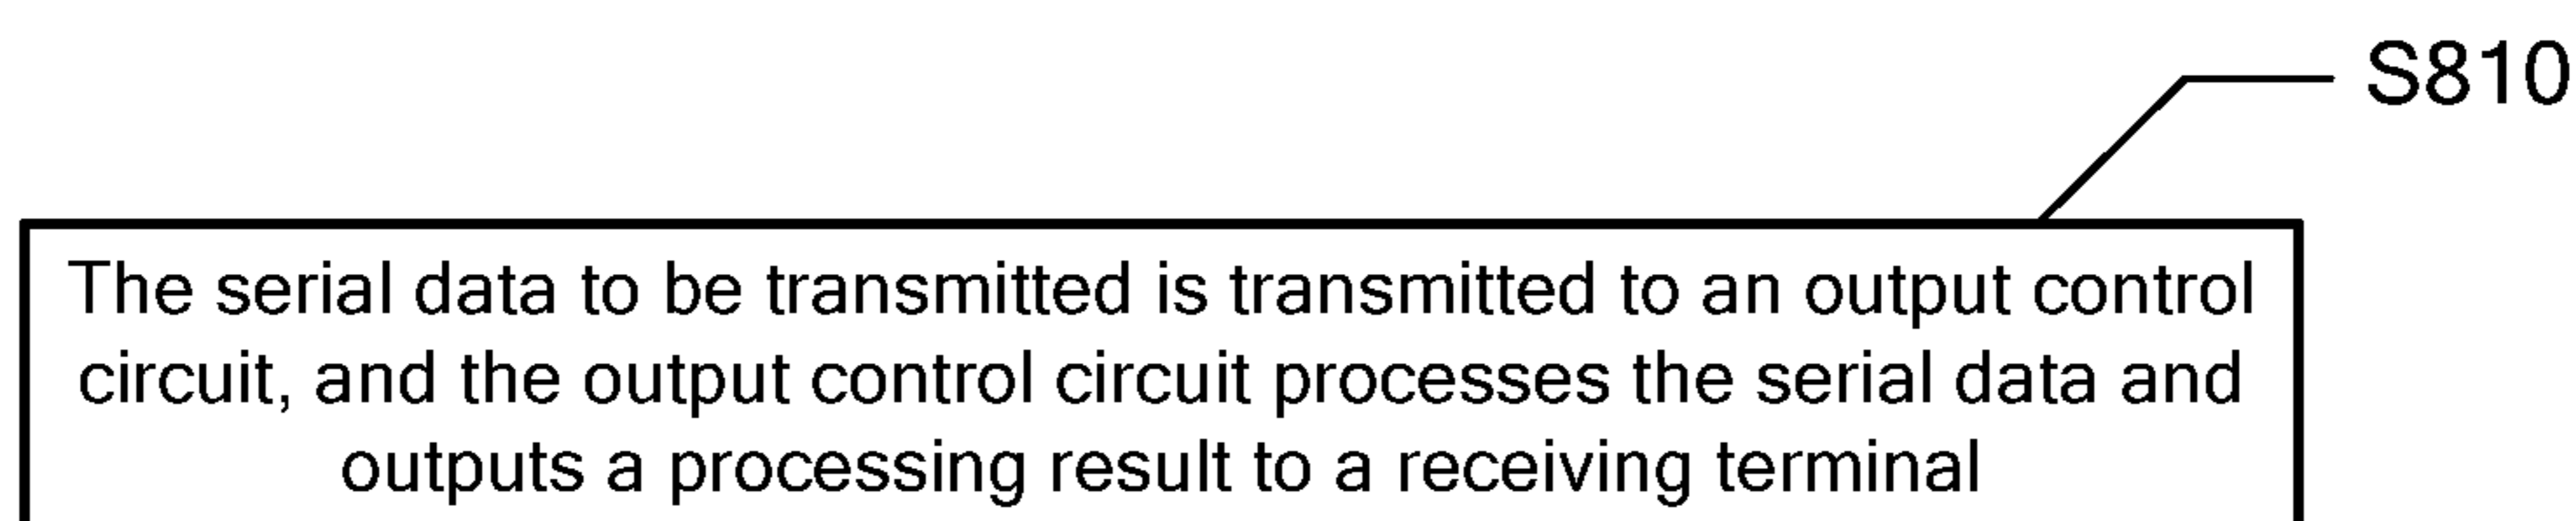 S810
The serial data to be transmitted is transmitted to an output control
circuit, and the output control circuit processes the serial data and
outputs a processing result to a receiving terminal